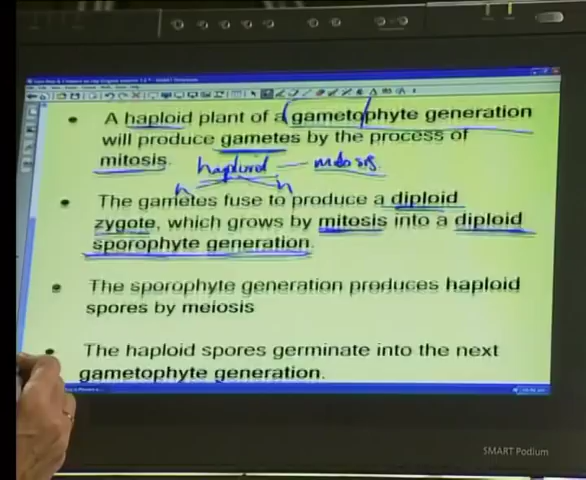 A haploid plant of a gametophyte generation
will produce gametes by the process of
mitosis.
haploid — meiosis.
n n
The gametes fuse to produce a diploid
zygote, which grows by mitosis into a diploid
sporophyte generation.
The sporophyte generation produces haploid
spores by meiosis
The haploid spores germinate into the next
gametophyte generation.
SMART Podium